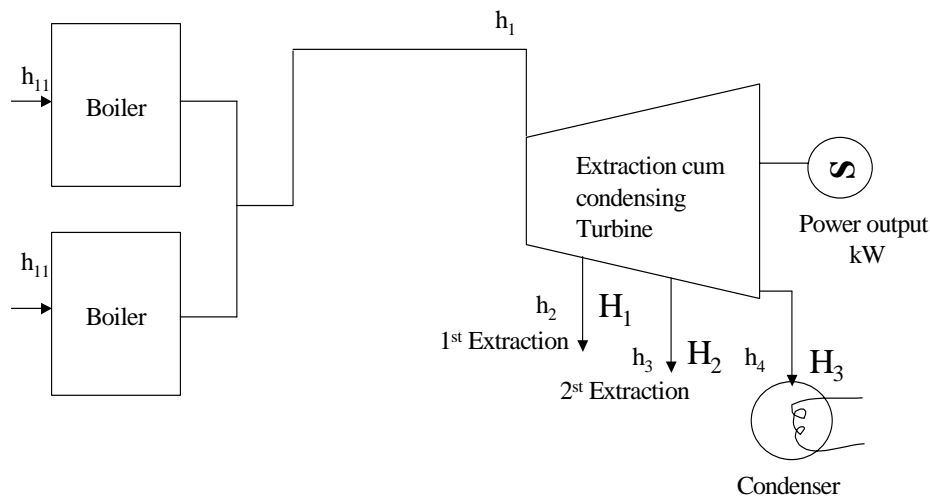 h₁
h₁₁
Boiler
Extraction cum
condensing
Turbine
S
Power output
kW
h₁₁
Boiler
h₂
H₁
1ˢᵗ Extraction
h₃
H₂
2ˢᵗ Extraction
h₄
H₃
Condenser